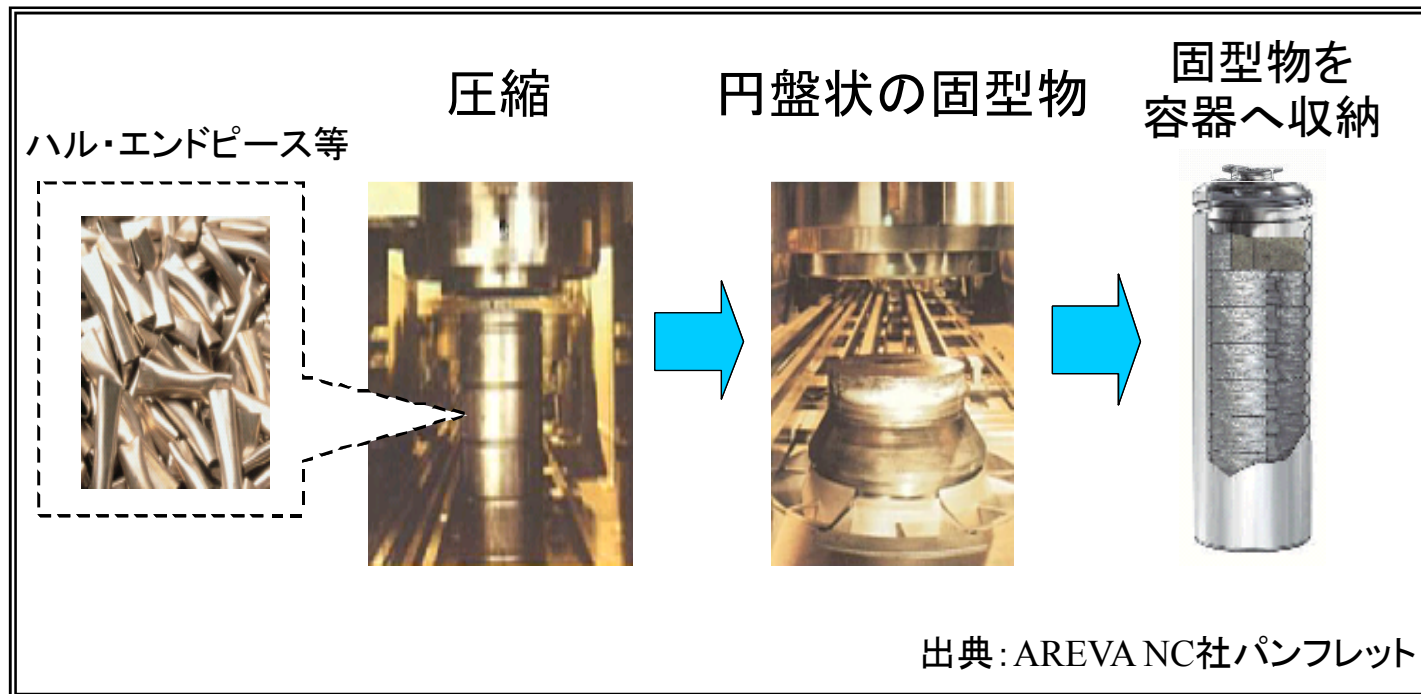 ハル・エンドピース等
圧縮
円盤状の固型物
固型物を
容器へ収納
出典:AREVA NC社パンフレット